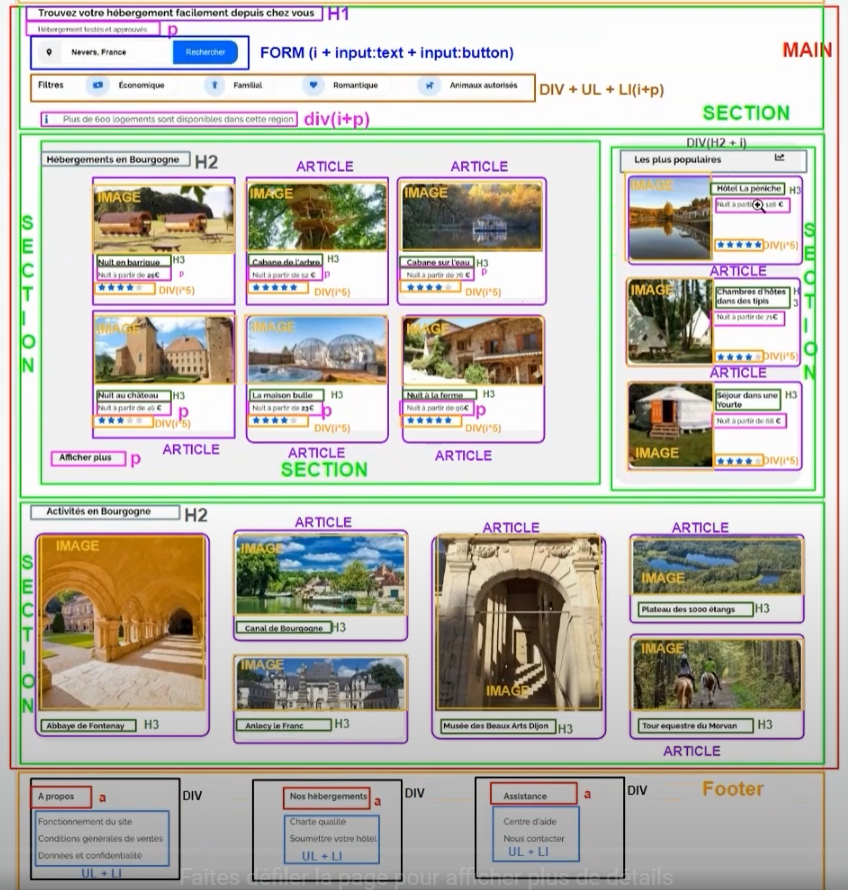 Trouvez votre hébergement facilement depuis chez vous H1
Hébergement testés et approuvés p
Nevers, France Rechercher FORM (i + input:text + input:button) MAIN
Filtres Économique Familial Romantique Animaux autorisés DIV + UL + LI(i+p)
SECTION
i Plus de 600 logements sont disponibles dans cette région div(i+p)
SECTION
Hébergements en Bourgogne H2
ARTICLE ARTICLE
IMAGE IMAGE IMAGE
Nuit en barrique H3 Cabane de l'arbre H3 Cabane sur l'eau H3
Nuit à partir de 25€ p Nuit à partir de 52 € p Nuit à partir de 76 € p
DIV(i*5) DIV(i*5) DIV(i*5)
IMAGE IMAGE IMAGE
Nuit au château H3 La maison bulle H3 Nuit à la ferme H3
Nuit à partir de € p Nuit à partir de 23€ p Nuit à partir de € p
DIV(i*5) DIV(i*5) DIV(i*5)
ARTICLE ARTICLE ARTICLE
Afficher plus p
SECTION
DIV(H2 + i)
Les plus populaires
SECTION
IMAGE Hôtel La péniche H3
Nuit à partir €
DIV(i*5)
ARTICLE
IMAGE Chambres d'hôtes H
dans des tipis 3
Nuit à partir de 71€
DIV(i*5)
ARTICLE
Séjour dans une H3
Yourte
Nuit à partir de 68 €
IMAGE DIV(i*5)
SECTION
Activités en Bourgogne H2
ARTICLE ARTICLE ARTICLE
IMAGE IMAGE
IMAGE
Plateau des 1000 étangs H3
Canal de Bourgogne H3
IMAGE IMAGE
IMAGE
Abbaye de Fontenay H3 Anlecy le Franc H3 Musée des Beaux Arts Dijon H3 Tour equestre du Morvan H3
ARTICLE
Footer
A propos a DIV Nos hébergements a DIV Assistance a DIV
Fonctionnement du site Charte qualité Centre d'aide
Conditions générales de ventes Soumettre votre hôtel Nous contacter
Données et confidentialité UL + LI UL + LI
UL + LI
Faites défiler la page pour afficher plus de détails